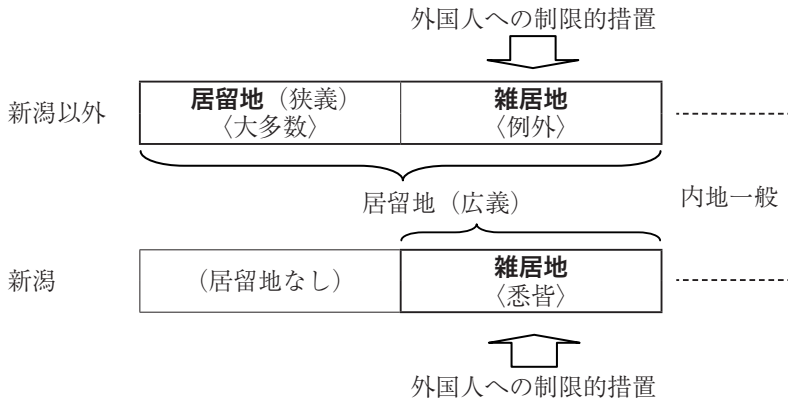 外国人への制限的措置
新潟以外
居留地（狭義）
〈大多数〉
雑居地
〈例外〉
居留地（広義）
内地一般
新潟
（居留地なし）
雑居地
〈悉皆〉
外国人への制限的措置